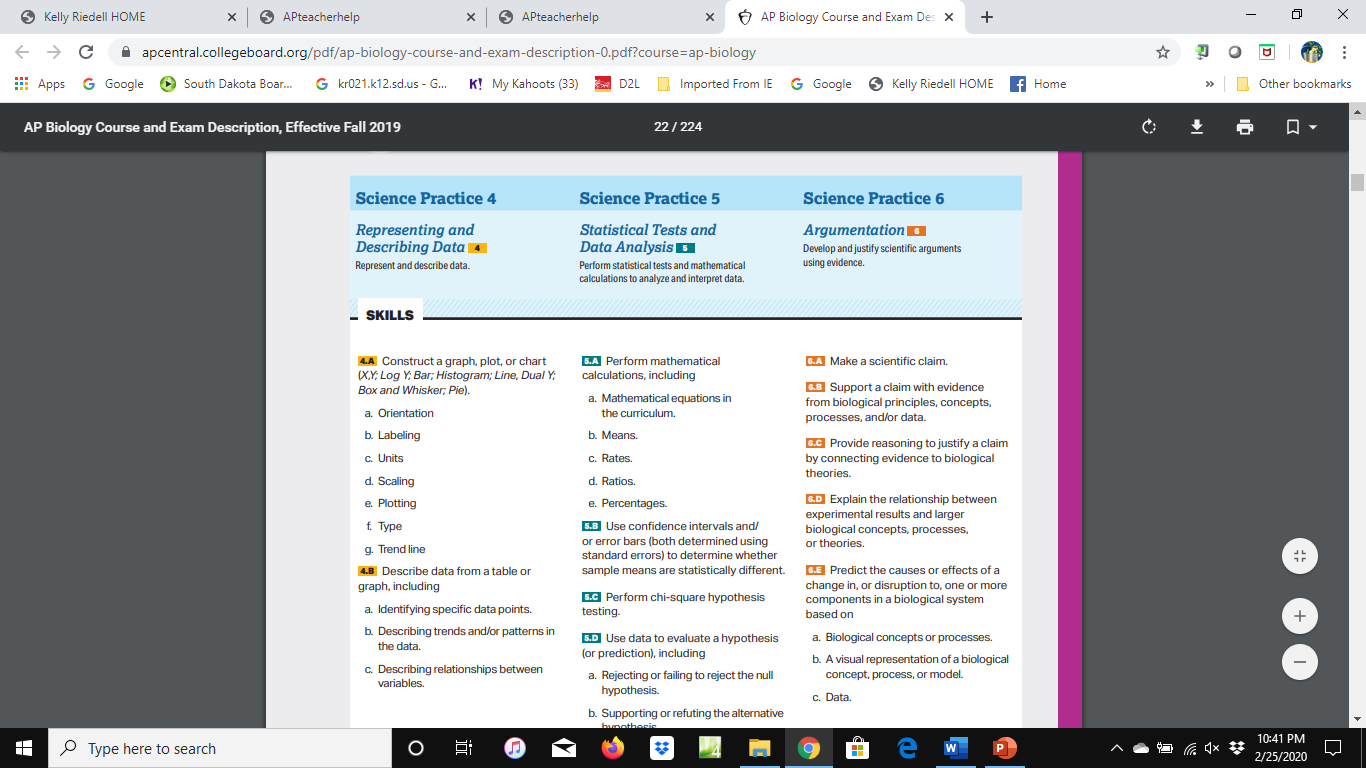 Kelly Riedell HOME
APteacherhelp
APteacherhelp
AP Biology Course and Exam Des
apcentral.collegeboard.org/pdf/ap-biology-course-and-exam-description-0.pdf?course=ap-biology
Apps
Google
South Dakota Boar...
kr021.k12.sd.us - G...
K! My Kahoots (33)
D2L
Imported From IE
Google
Kelly Riedell HOME
Home
»
Other bookmarks
AP Biology Course and Exam Description, Effective Fall 2019
22 / 224
Science Practice 4
Representing and
Describing Data 4
Represent and describe data.
Science Practice 5
Statistical Tests and
Data Analysis 5
Perform statistical tests and mathematical
calculations to analyze and interpret data.
Science Practice 6
Argumentation 6
Develop and justify scientific arguments
using evidence.
SKILLS
4.A Construct a graph, plot, or chart
(X,Y; Log Y; Bar; Histogram; Line, Dual Y;
Box and Whisker; Pie).
a. Orientation
b. Labeling
c. Units
d. Scaling
e. Plotting
f. Type
g. Trend line
4.B Describe data from a table or
graph, including
a. Identifying specific data points.
b. Describing trends and/or patterns in
the data.
c. Describing relationships between
variables.
5.A Perform mathematical
calculations, including
a. Mathematical equations in
the curriculum.
b. Means.
c. Rates.
d. Ratios.
e. Percentages.
5.B Use confidence intervals and/
or error bars (both determined using
standard errors) to determine whether
sample means are statistically different.
5.C Perform chi-square hypothesis
testing.
5.D Use data to evaluate a hypothesis
(or prediction), including
a. Rejecting or failing to reject the null
hypothesis.
b. Supporting or refuting the alternative
hypothesis.
6.A Make a scientific claim.
6.B Support a claim with evidence
from biological principles, concepts,
processes, and/or data.
6.C Provide reasoning to justify a claim
by connecting evidence to biological
theories.
6.D Explain the relationship between
experimental results and larger
biological concepts, processes,
or theories.
6.E Predict the causes or effects of a
change in, or disruption to, one or more
components in a biological system
based on
a. Biological concepts or processes.
b. A visual representation of a biological
concept, process, or model.
c. Data.
Type here to search
10:41 PM
2/25/2020